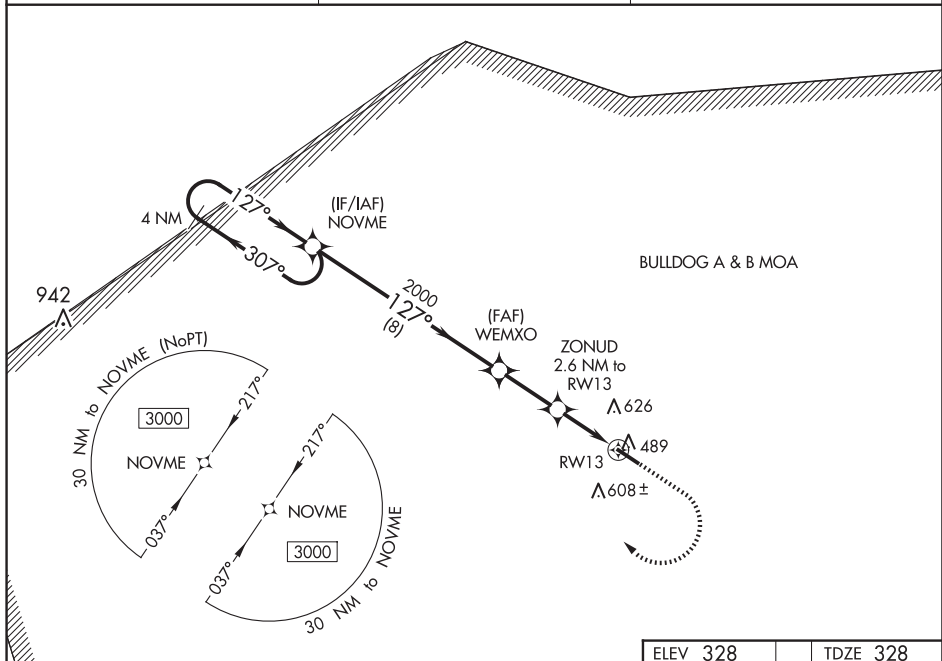 4 NM
127°
(IF/IAF)
NOVME
307°
BULLDOG A & B MOA
942
2000
127°
(8)
(FAF)
WEMXO
ZONUD
2.6 NM to
RW13
626
489
RW13
608±
30 NM to NOVME (NoPT)
217°
3000
NOVME
037°
217°
NOVME
3000
037°
30 NM to NOVME
ELEV 328
TDZE 328